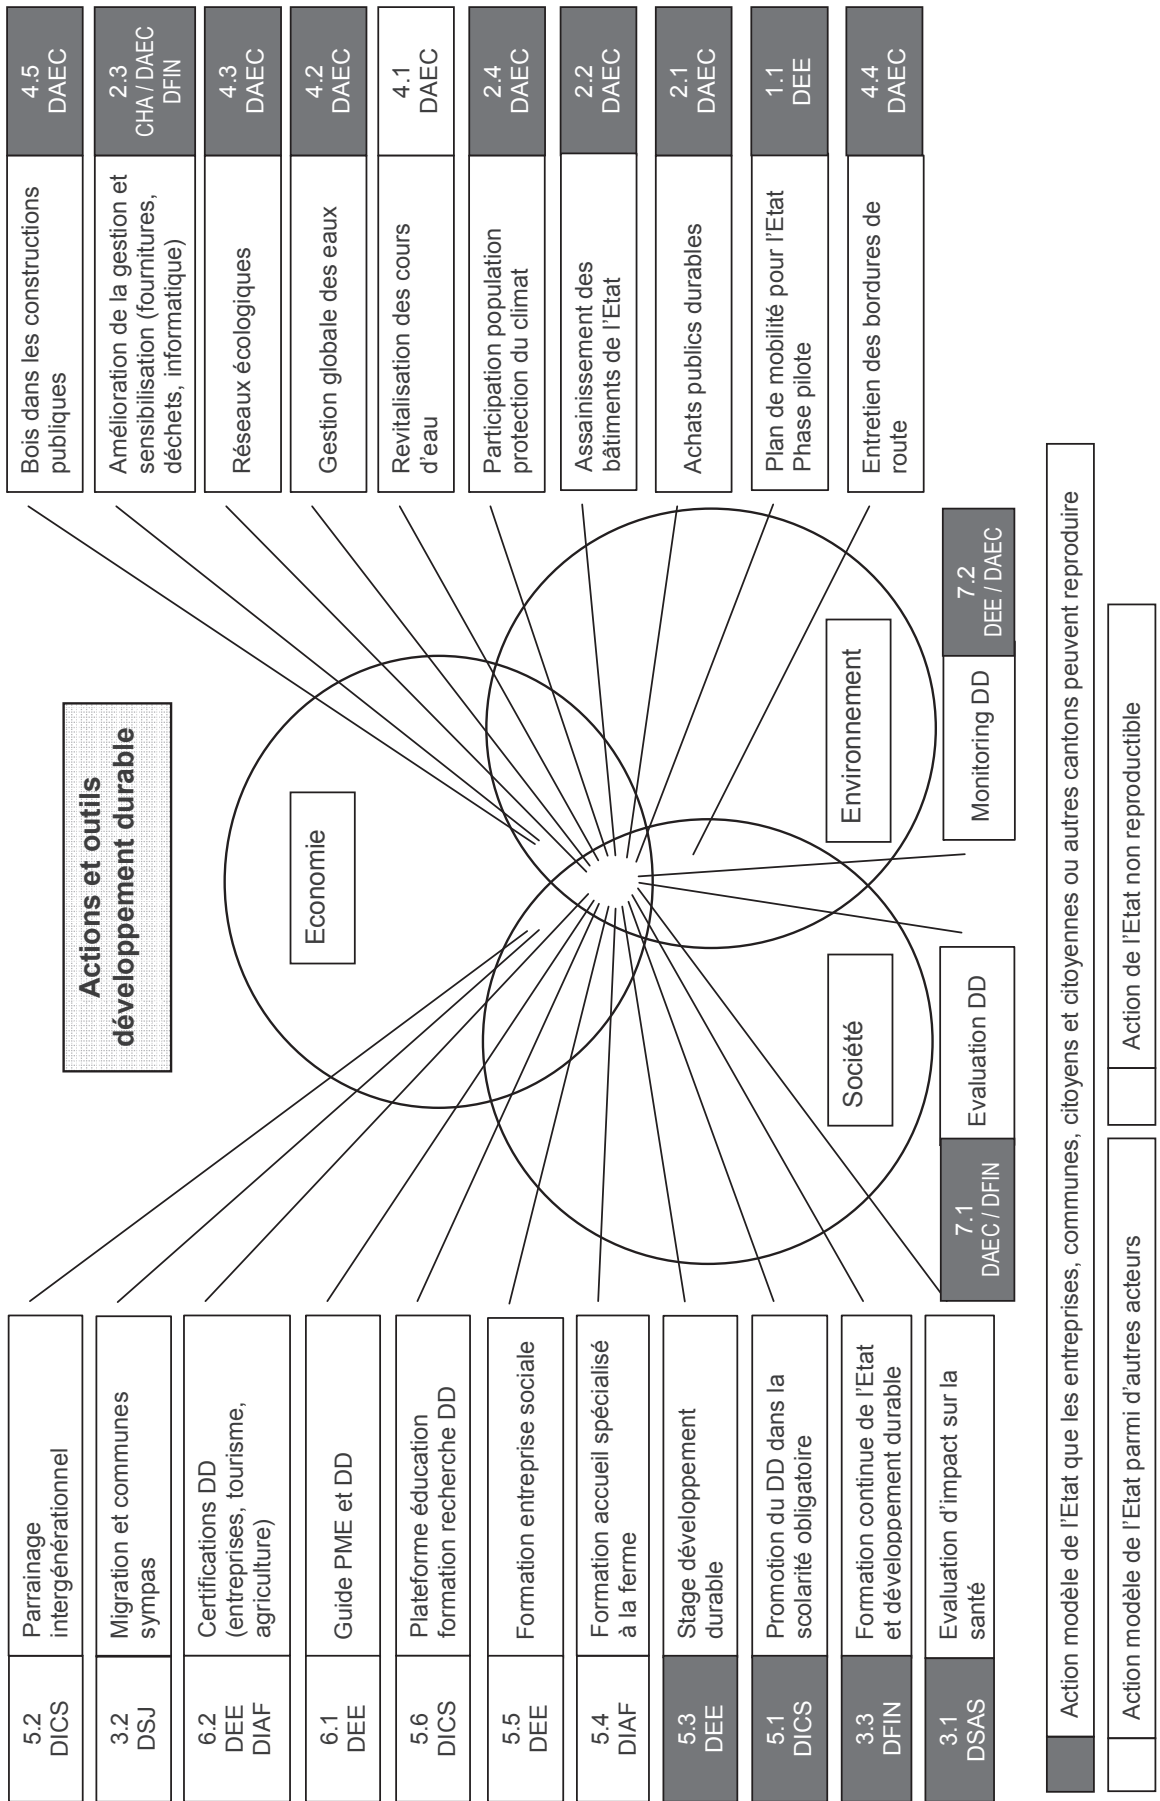 Actions et outils
développement durable
5.2
DICS
Parrainage
intergénérationnel
3.2
DSJ
Migration et communes
sympas
6.2
DEE
DIAF
Certifications DD
(entreprises, tourisme,
agriculture)
6.1
DEE
Guide PME et DD
5.6
DICS
Plateforme éducation
formation recherche DD
5.5
DEE
Formation entreprise sociale
5.4
DIAF
Formation accueil spécialisé
à la ferme
5.3
DEE
Stage développement
durable
5.1
DICS
Promotion du DD dans la
scolarité obligatoire
3.3
DFIN
Formation continue de l'Etat
et développement durable
3.1
DSAS
Evaluation d'impact sur la
santé
Economie
Société
Environnement
Bois dans les constructions
publiques
4.5
DAEC
Amélioration de la gestion et
sensibilisation (fournitures,
déchets, informatique)
2.3
CHA / DAEC
DFIN
Réseaux écologiques
4.3
DAEC
Gestion globale des eaux
4.2
DAEC
Revitalisation des cours
d'eau
4.1
DAEC
Participation population
protection du climat
2.4
DAEC
Assainissement des
bâtiments de l'Etat
2.2
DAEC
Achats publics durables
2.1
DAEC
Plan de mobilité pour l'Etat
Phase pilote
1.1
DEE
Entretien des bordures de
route
4.4
DAEC
7.1
DAEC / DFIN
Evaluation DD
Monitoring DD
7.2
DEE / DAEC
Action modèle de l'Etat que les entreprises, communes, citoyens et citoyennes ou autres cantons peuvent reproduire
Action modèle de l'Etat parmi d'autres acteurs
Action de l'Etat non reproductible